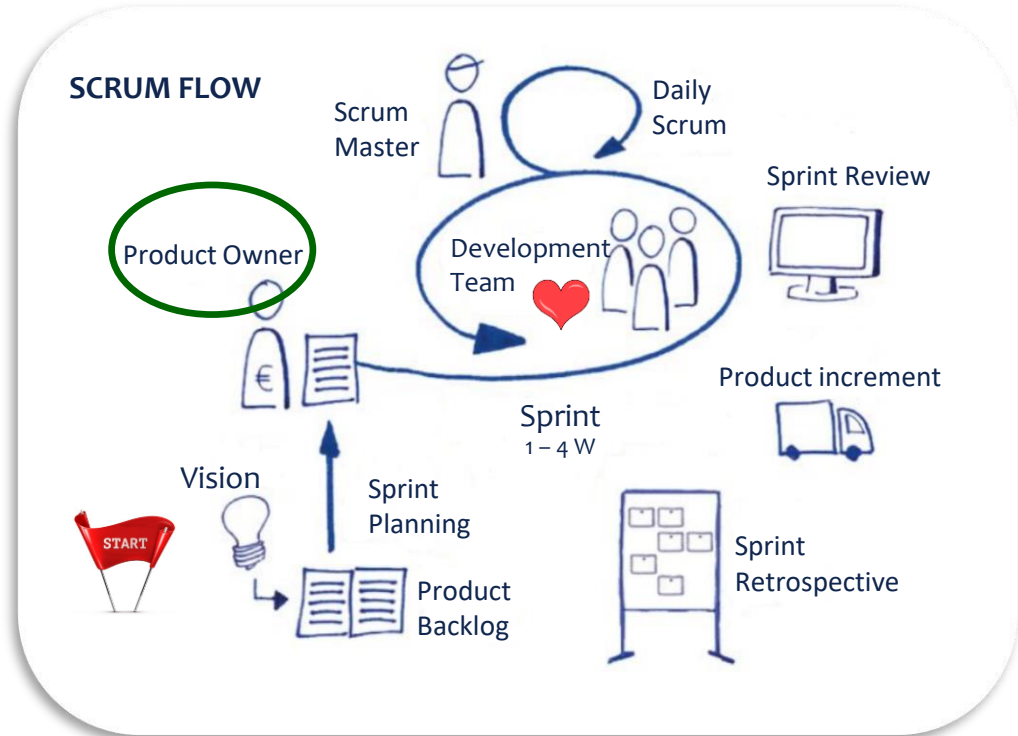 SCRUM FLOW
Scrum
Master
Daily
Scrum
Sprint Review
Product Owner
Development
Team
€
Product increment
Sprint
1 – 4 W
Vision
Sprint
Planning
START
Product
Backlog
Sprint
Retrospective